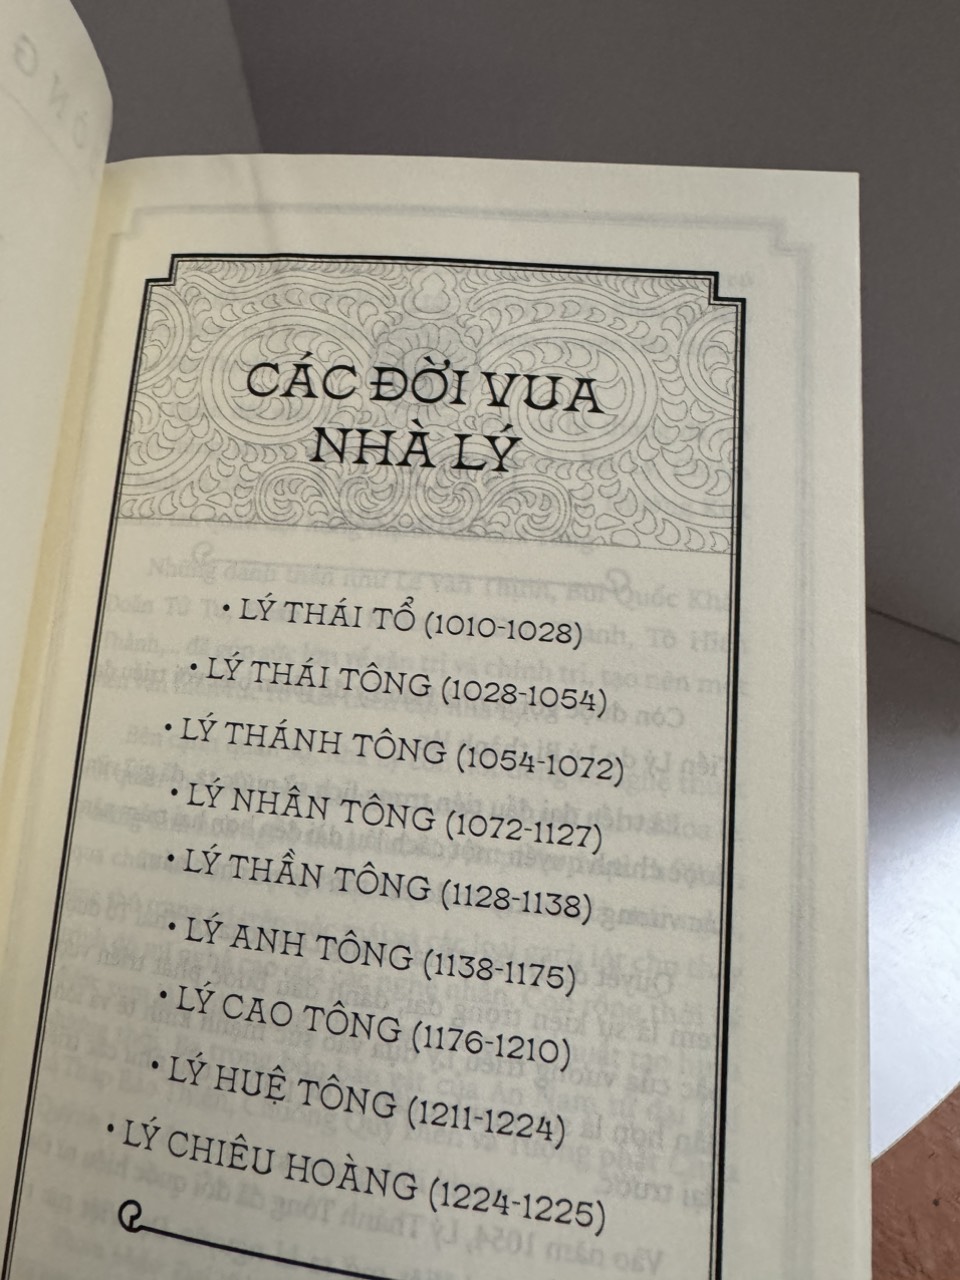 CÁC ĐỜI VUA
NHÀ LÝ
• LÝ THÁI TỔ (1010-1028)
• LÝ THÁI TÔNG (1028-1054)
• LÝ THÁNH TÔNG (1054-1072)
• LÝ NHÂN TÔNG (1072-1127)
• LÝ THẦN TÔNG (1128-1138)
• LÝ ANH TÔNG (1138-1175)
• LÝ CAO TÔNG (1176-1210)
• LÝ HUỆ TÔNG (1211-1224)
• LÝ CHIÊU HOÀNG (1224-1225)